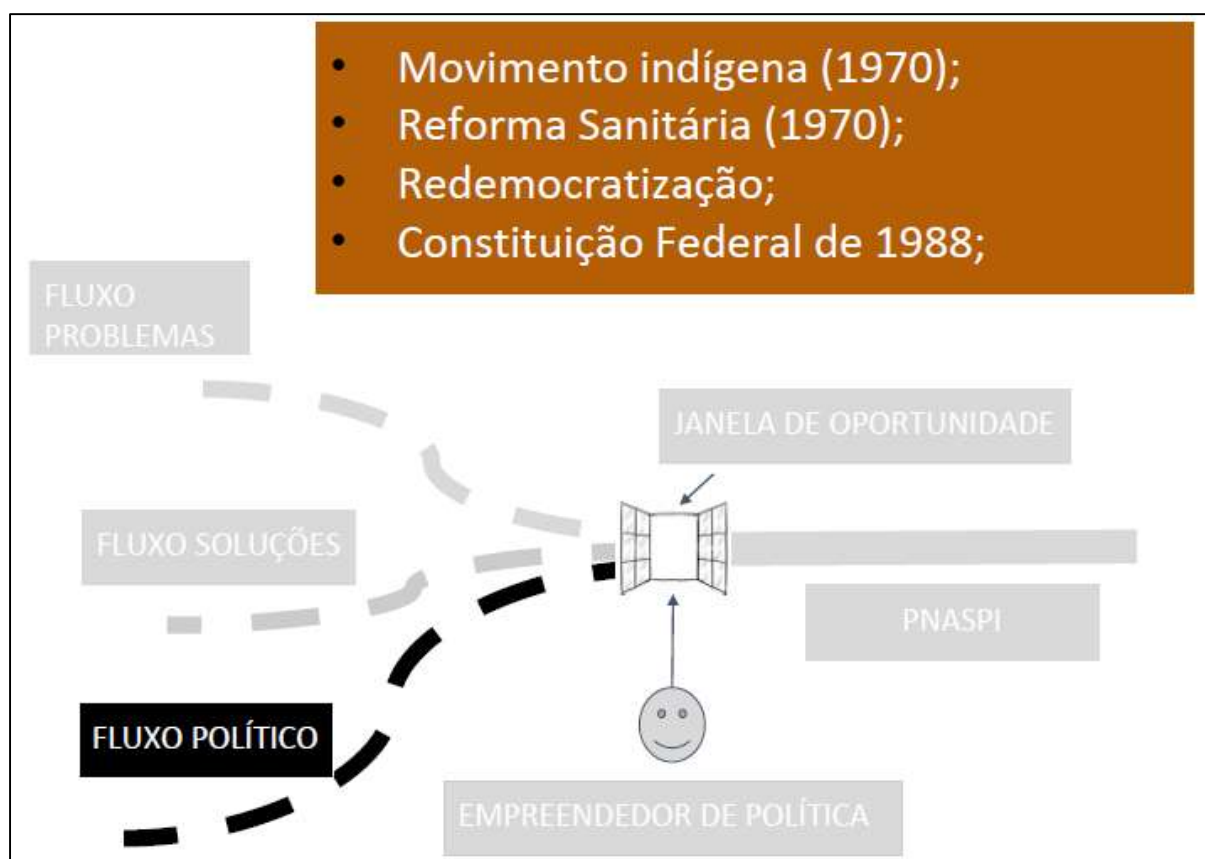 • Movimento indígena (1970);
• Reforma Sanitária (1970);
• Redemocratização;
• Constituição Federal de 1988;
FLUXO
PROBLEMAS
JANELA DE OPORTUNIDADE
FLUXO SOLUÇÕES
PNASPI
FLUXO POLÍTICO
EMPREENDEDOR DE POLÍTICA